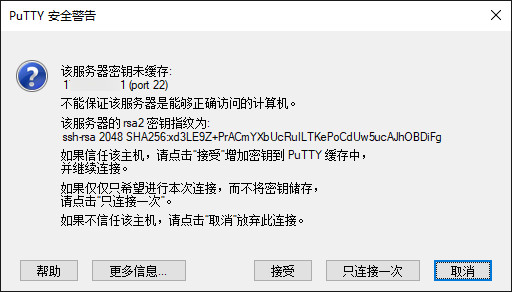 PuTTY 安全警告
该服务器密钥未缓存:
1 1 (port 22)
不能保证该服务器是能够正确访问的计算机。
该服务器的 rsa2 密钥指纹为:
ssh-rsa 2048 SHA256:xd3LE9Z+PrACmYXbUcRuILTKePoCdUw5ucAJhOBDiFg
如果信任该主机，请点击"接受"增加密钥到 PuTTY 缓存中，
并继续连接。
如果仅仅只希望进行本次连接，而不将密钥储存，
请点击"只连接一次"。
如果不信任该主机，请点击"取消"放弃此连接。
帮助 更多信息... 接受 只连接一次 取消